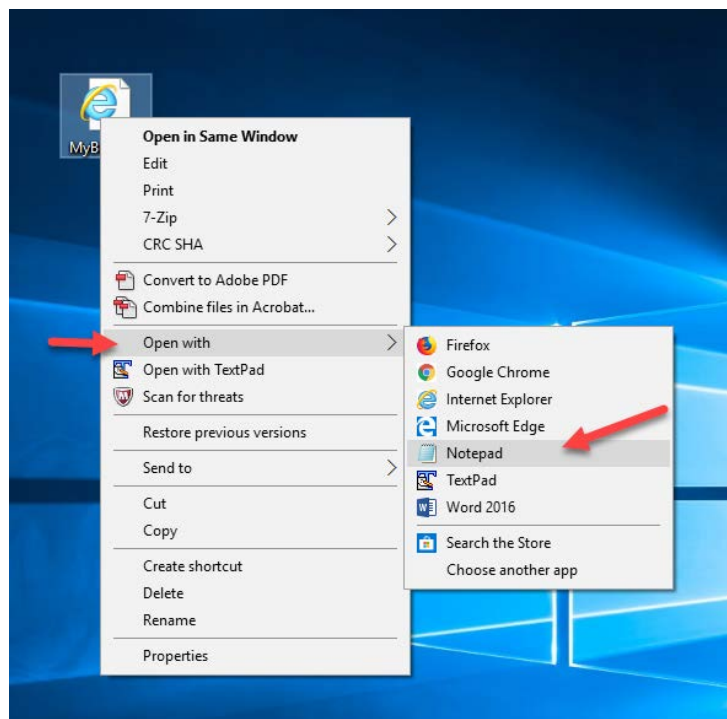 MyB
Open in Same Window
Edit
Print
7-Zip
CRC SHA
Convert to Adobe PDF
Combine files in Acrobat...
Open with
Open with TextPad
Scan for threats
Restore previous versions
Send to
Cut
Copy
Create shortcut
Delete
Rename
Properties
Firefox
Google Chrome
Internet Explorer
Microsoft Edge
Notepad
TextPad
Word 2016
Search the Store
Choose another app